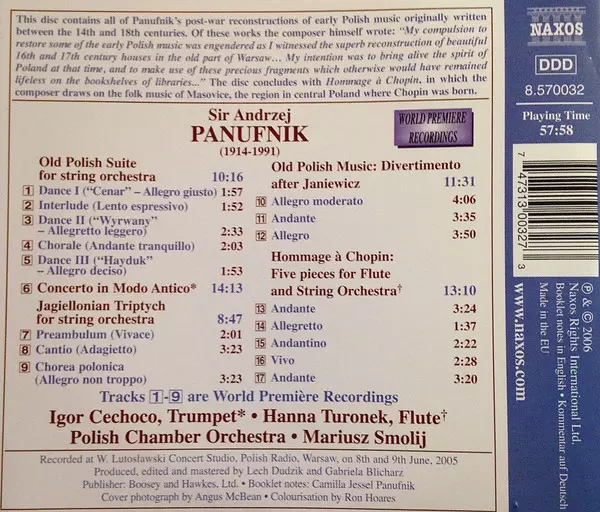 This disc contains all of Panufnik's post-war reconstructions of early Polish music originally written
between the 14th and 18th centuries. Of these works the composer himself wrote: "My compulsion to
restore some of the early Polish music was engendered as I witnessed the superb reconstruction of beautiful
16th and 17th century houses in the old part of Warsaw... My intention was to bring alive the spirit of
Poland at that time, and to make use of these precious fragments which otherwise would have remained
lifeless on the bookshelves of libraries..." The disc concludes with Hommage à Chopin, in which the
composer draws on the folk music of Masovice, the region in central Poland where Chopin was born.
Sir Andrzej
PANUFNIK
(1914-1991)
WORLD PREMIERE
RECORDINGS
Old Polish Suite
for string orchestra 10:16
1 Dance I ("Cenar" – Allegro giusto) 1:57
2 Interlude (Lento espressivo) 1:52
3 Dance II ("Wyrwany"
– Allegretto leggero) 2:33
4 Chorale (Andante tranquillo) 2:03
5 Dance III ("Hayduk"
– Allegro deciso) 1:53
6 Concerto in Modo Antico* 14:13
Jagiellonian Triptych
for string orchestra 8:47
7 Preambulum (Vivace) 2:01
8 Cantio (Adagietto) 3:23
9 Chorea polonica
(Allegro non troppo) 3:23
Old Polish Music: Divertimento
after Janiewicz 11:31
10 Allegro moderato 4:06
11 Andante 3:35
12 Allegro 3:50
Hommage à Chopin:
Five pieces for Flute
and String Orchestra† 13:10
13 Andante 3:24
14 Allegretto 1:37
15 Andantino 2:22
16 Vivo 2:28
17 Andante 3:20
Tracks 1-9 are World Première Recordings
Igor Cechoco, Trumpet* • Hanna Turonek, Flute†
Polish Chamber Orchestra • Mariusz Smolij
Recorded at W. Lutosławski Concert Studio, Polish Radio, Warsaw, on 8th and 9th June, 2005
Produced, edited and mastered by Lech Dudzik and Gabriela Blicharz
Publisher: Boosey and Hawkes, Ltd. • Booklet notes: Camilla Jessel Panufnik
Cover photograph by Angus McBean • Colourisation by Ron Hoares
NAXOS
DDD
8.570032
Playing Time
57:58
7 47313 00327 3
www.naxos.com
℗ & © 2006
Naxos Rights International Ltd.
Booklet notes in English • Kommentar auf Deutsch
Made in the EU